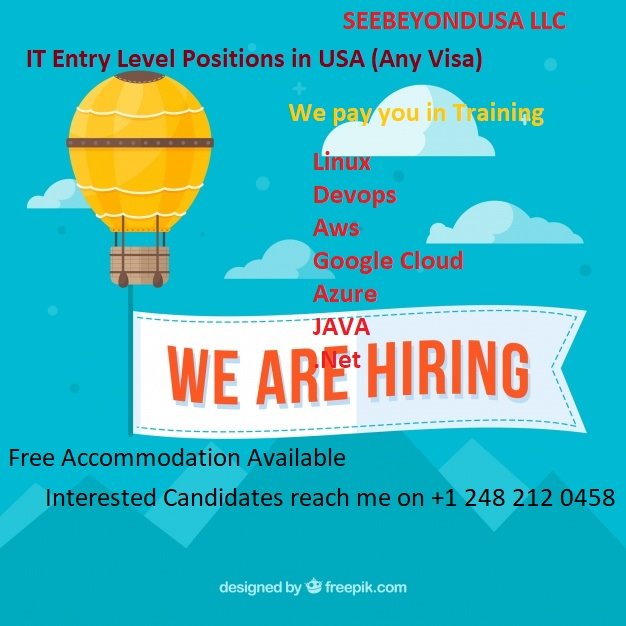 SEEBEYONDUSA LLC
IT Entry Level Positions in USA (Any Visa)
We pay you in Training
Linux
Devops
Aws
Google Cloud
Azure
JAVA
.Net
WE ARE HIRING
Free Accommodation Available
Interested Candidates reach me on +1 248 212 0458
designed by freepik.com